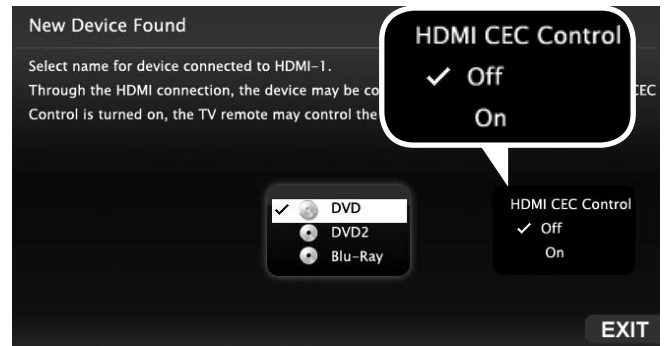 New Device Found
Select name for device connected to HDMI-1.
Through the HDMI connection, the device may be co
CEC
Control is turned on, the TV remote may control the
HDMI CEC Control
✓ Off
On
✓ DVD
DVD2
Blu-Ray
HDMI CEC Control
✓ Off
On
EXIT